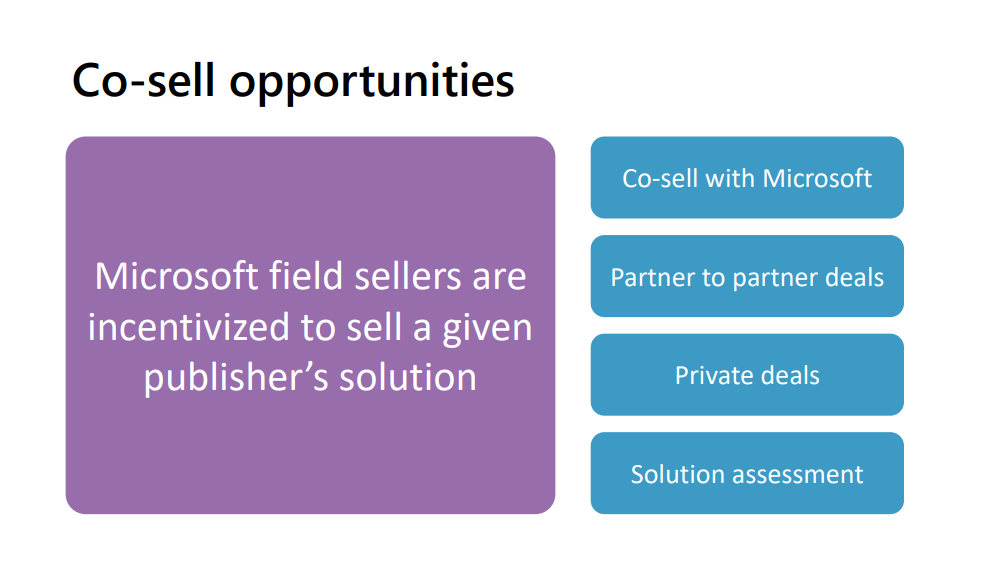 Co-sell opportunities
Microsoft field sellers are
incentivized to sell a given
publisher’s solution
Co-sell with Microsoft
Partner to partner deals
Private deals
Solution assessment